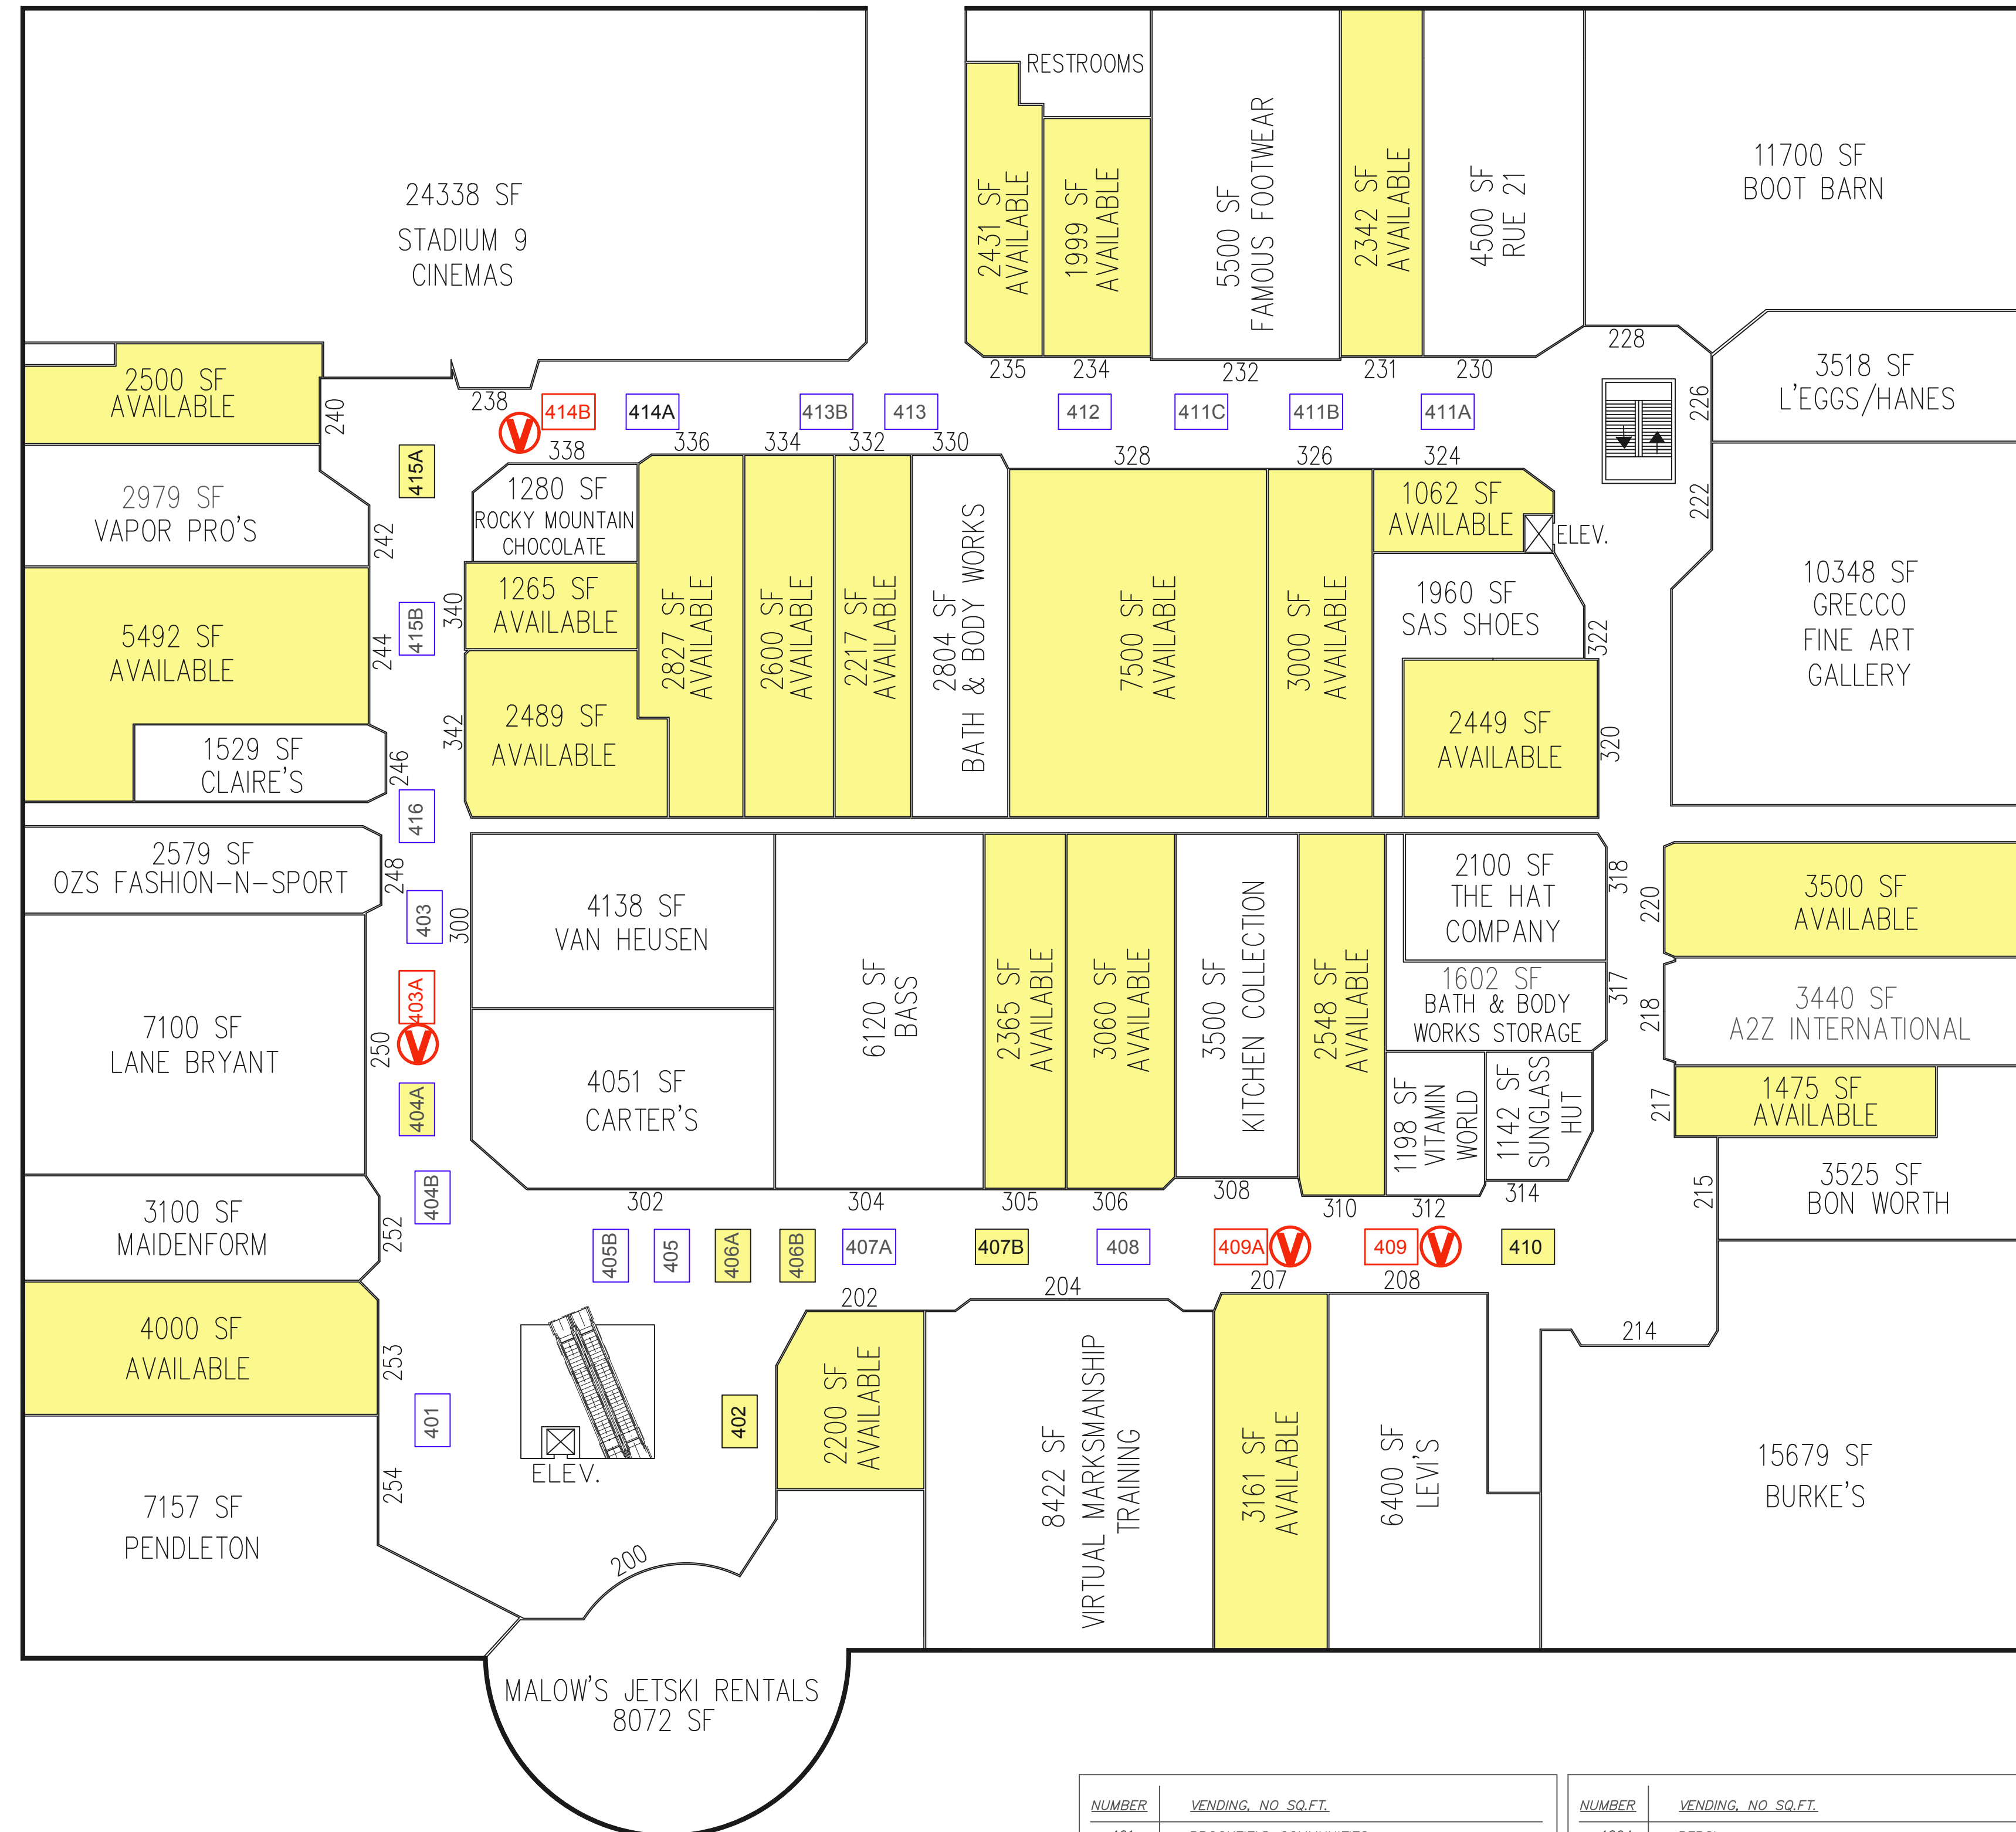 RESTROOMS
24338 SF
STADIUM 9
CINEMAS
2431 SF
AVAILABLE
1999 SF
AVAILABLE
5500 SF
FAMOUS FOOTWEAR
2342 SF
AVAILABLE
4500 SF
RUE 21
11700 SF
BOOT BARN
228
3518 SF
L'EGGS/HANES
226
235
234
232
231
230
2500 SF
AVAILABLE
240
238
V
414B
414A
413B
413
412
411C
411B
411A
338
336
334
332
330
328
326
324
222
415A
2979 SF
VAPOR PRO'S
242
1280 SF
ROCKY MOUNTAIN
CHOCOLATE
1062 SF
AVAILABLE
ELEV.
1265 SF
AVAILABLE
340
2827 SF
AVAILABLE
2600 SF
AVAILABLE
2217 SF
AVAILABLE
2804 SF
BATH & BODY WORKS
7500 SF
AVAILABLE
3000 SF
AVAILABLE
1960 SF
SAS SHOES
322
10348 SF
GRECCO
FINE ART
GALLERY
5492 SF
AVAILABLE
244
415B
2489 SF
AVAILABLE
342
2449 SF
AVAILABLE
320
1529 SF
CLAIRE'S
246
416
2579 SF
OZS FASHION-N-SPORT
248
403
300
4138 SF
VAN HEUSEN
6120 SF
BASS
2365 SF
AVAILABLE
3060 SF
AVAILABLE
3500 SF
KITCHEN COLLECTION
2548 SF
AVAILABLE
2100 SF
THE HAT
COMPANY
318
220
3500 SF
AVAILABLE
1602 SF
BATH & BODY
WORKS STORAGE
317
218
3440 SF
A2Z INTERNATIONAL
7100 SF
LANE BRYANT
250
403A
V
404A
4051 SF
CARTER'S
1198 SF
VITAMIN
WORLD
1142 SF
SUNGLASS
HUT
217
1475 SF
AVAILABLE
3525 SF
BON WORTH
215
3100 SF
MAIDENFORM
252
404B
302
304
305
306
308
310
312
314
405B
405
406A
406B
407A
407B
408
409A
V
409
V
410
202
204
207
208
214
4000 SF
AVAILABLE
253
401
402
2200 SF
AVAILABLE
8422 SF
VIRTUAL MARKSMANSHIP
TRAINING
3161 SF
AVAILABLE
6400 SF
LEVI'S
15679 SF
BURKE'S
ELEV.
7157 SF
PENDLETON
254
200
MALOW'S JETSKI RENTALS
8072 SF
NUMBER VENDING, NO SQ.FT.
NUMBER VENDING, NO SQ.FT.